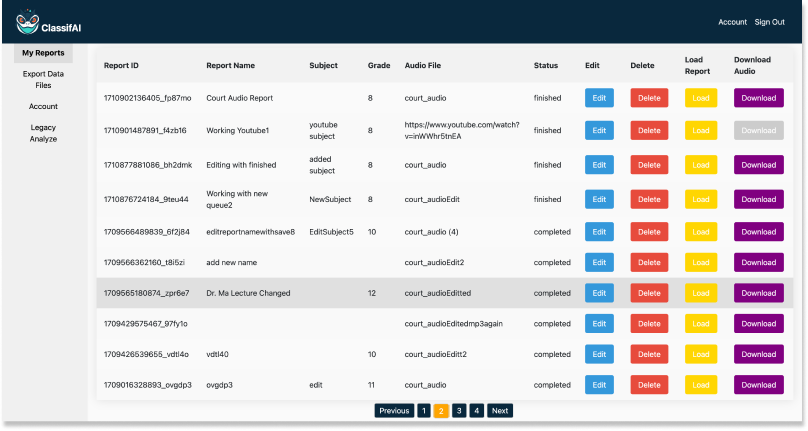 ClassifAI
Account Sign Out
My Reports
Export Data
Files
Account
Legacy
Analyze
Report ID Report Name Subject Grade Audio File Status Edit Delete Load Report Download Audio
1710902136405_fp87mo Court Audio Report 8 court_audio finished Edit Delete Load Download
1710901487891_f4zb16 Working Youtube1 youtube subject 8 https://www.youtube.com/watch?v=inWWhr5tnEA finished Edit Delete Load Download
1710877881086_bh2dmk Editing with finished added subject 8 court_audio finished Edit Delete Load Download
1710876724184_9teu44 Working with new queue2 NewSubject 8 court_audioEdit finished Edit Delete Load Download
1709566489839_6f2j84 editreportnamewithsave8 EditSubject5 10 court_audio (4) completed Edit Delete Load Download
1709566362160_t8i5zi add new name court_audioEdit2 completed Edit Delete Load Download
1709565180874_zpr6e7 Dr. Ma Lecture Changed 12 court_audioEditted completed Edit Delete Load Download
1709429575467_97fy1o court_audioEditedmp3again completed Edit Delete Load Download
1709426539655_vdtl4o vdtl40 10 court_audioEditt2 completed Edit Delete Load Download
1709016328893_ovgdp3 ovgdp3 edit 11 court_audio completed Edit Delete Load Download
Previous 1 2 3 4 Next